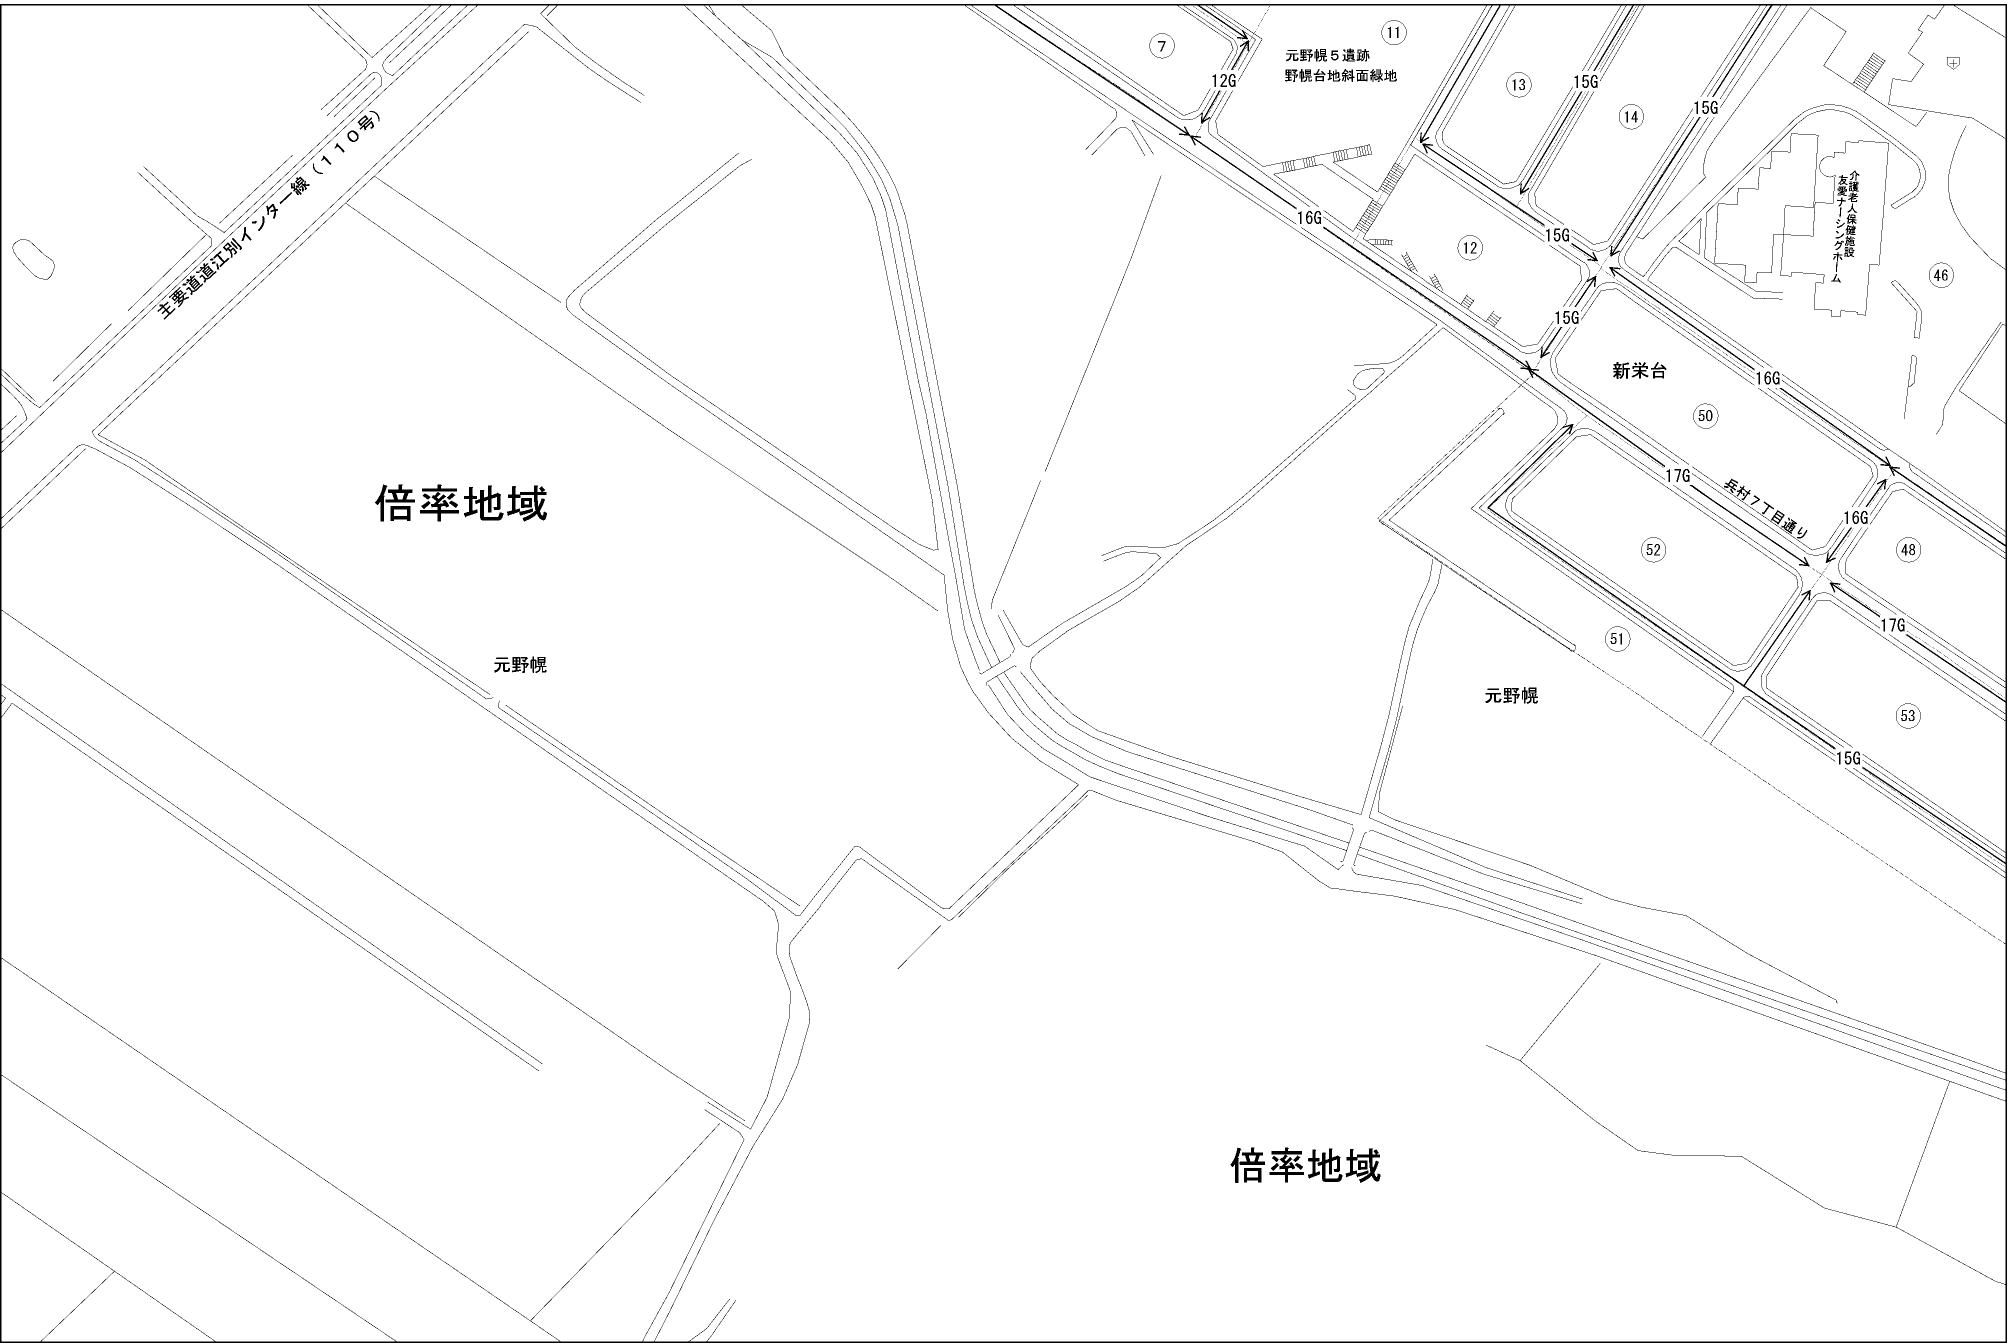 7
12G
元野幌５遺跡
野幌台地斜面緑地
11
13
15G
14
15G
主要道道江別インター線（１１０号）
16G
12
15G
介護老人保健施設
友愛ナーシングホーム
46
15G
新栄台
16G
50
倍率地域
17G
兵村７丁目通り
16G
48
52
51
17G
元野幌
元野幌
53
15G
倍率地域